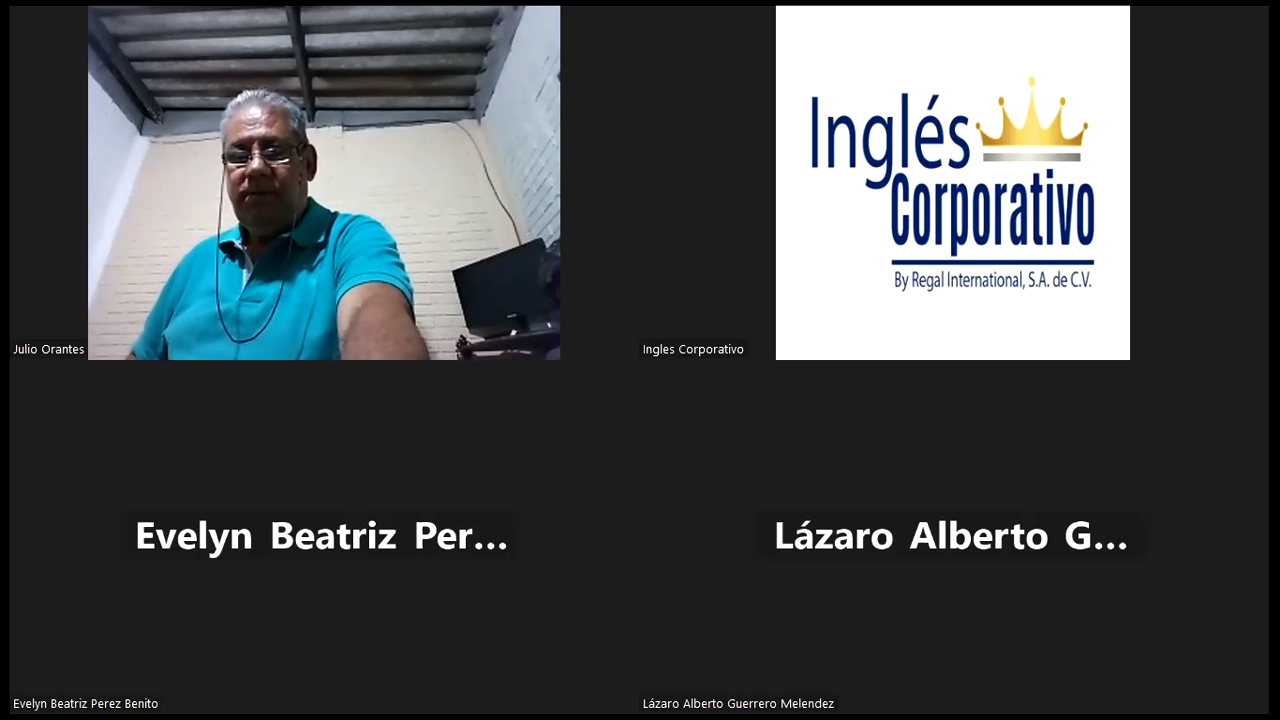 Julio Orantes
Inglés
Corporativo
By Regal International, S.A. de C.V.
Ingles Corporativo
Evelyn Beatriz Per...
Lázaro Alberto G...
Evelyn Beatriz Perez Benito
Lázaro Alberto Guerrero Melendez